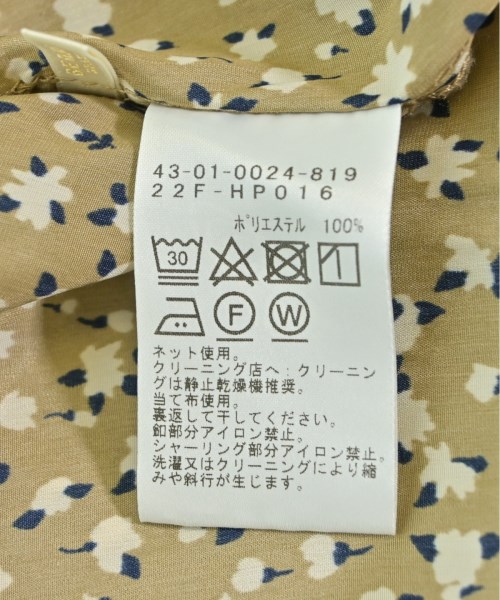 43-01-0024-819
22F-HP016
ポリエステル 100%
30
F W
ネット使用。
クリーニング店へ：クリーニン
グは静止乾燥機推奨。
当て布使用。
裏返して干してください。
釦部分アイロン禁止。
シャーリング部分アイロン禁止。
洗濯又はクリーニングにより縮
みや斜行が生じます。